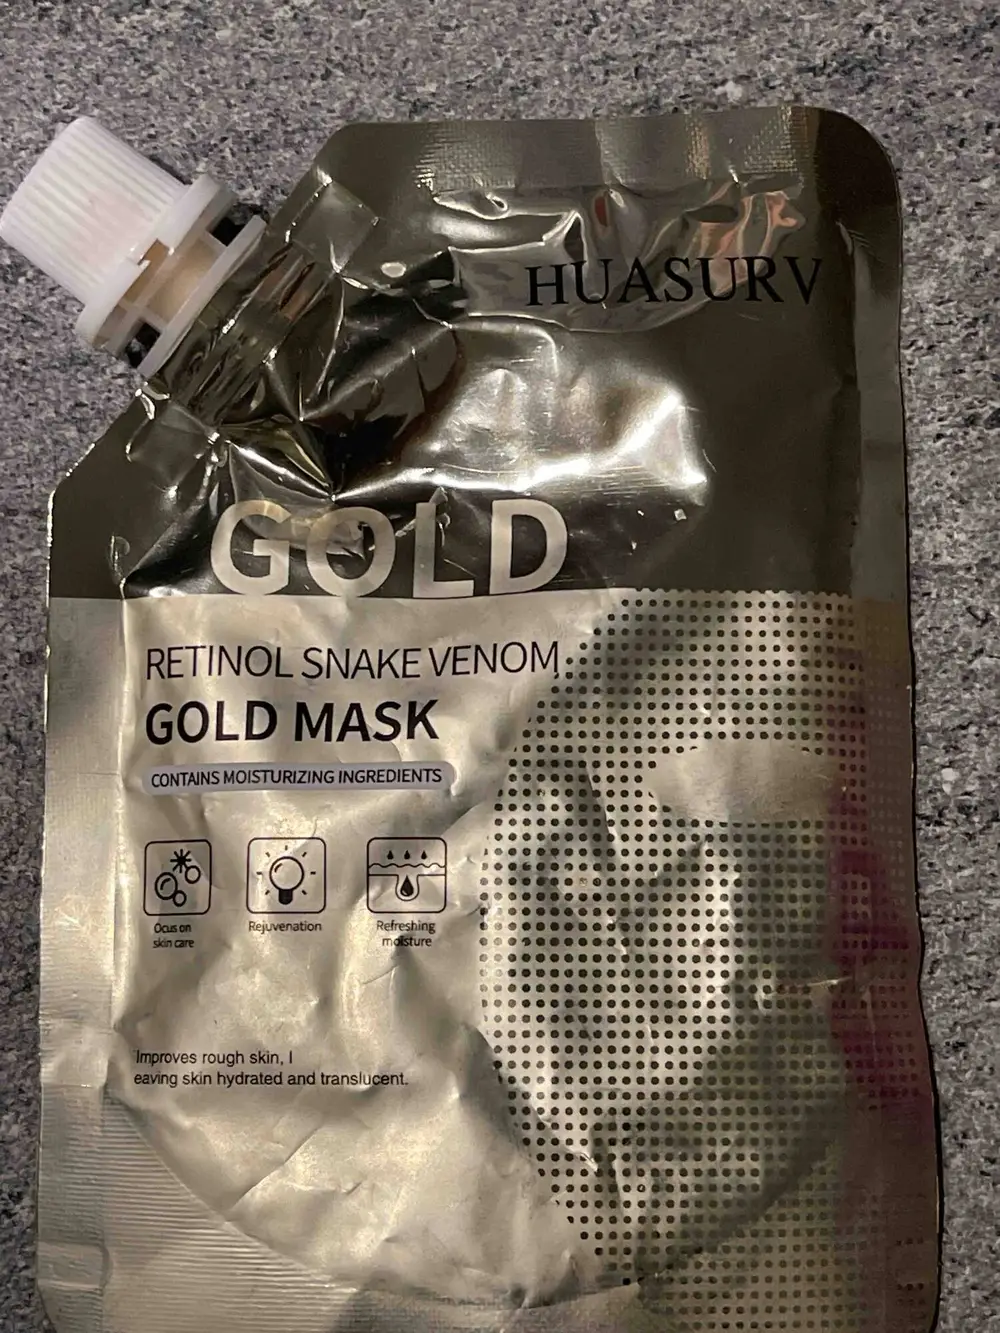 HUASURV
GOLD
RETINOL SNAKE VENOM
GOLD MASK
CONTAINS MOISTURIZING INGREDIENTS
Ocus on
skin care
Rejuvenation
Refreshing
moisture
Improves rough skin, l
eaving skin hydrated and translucent.